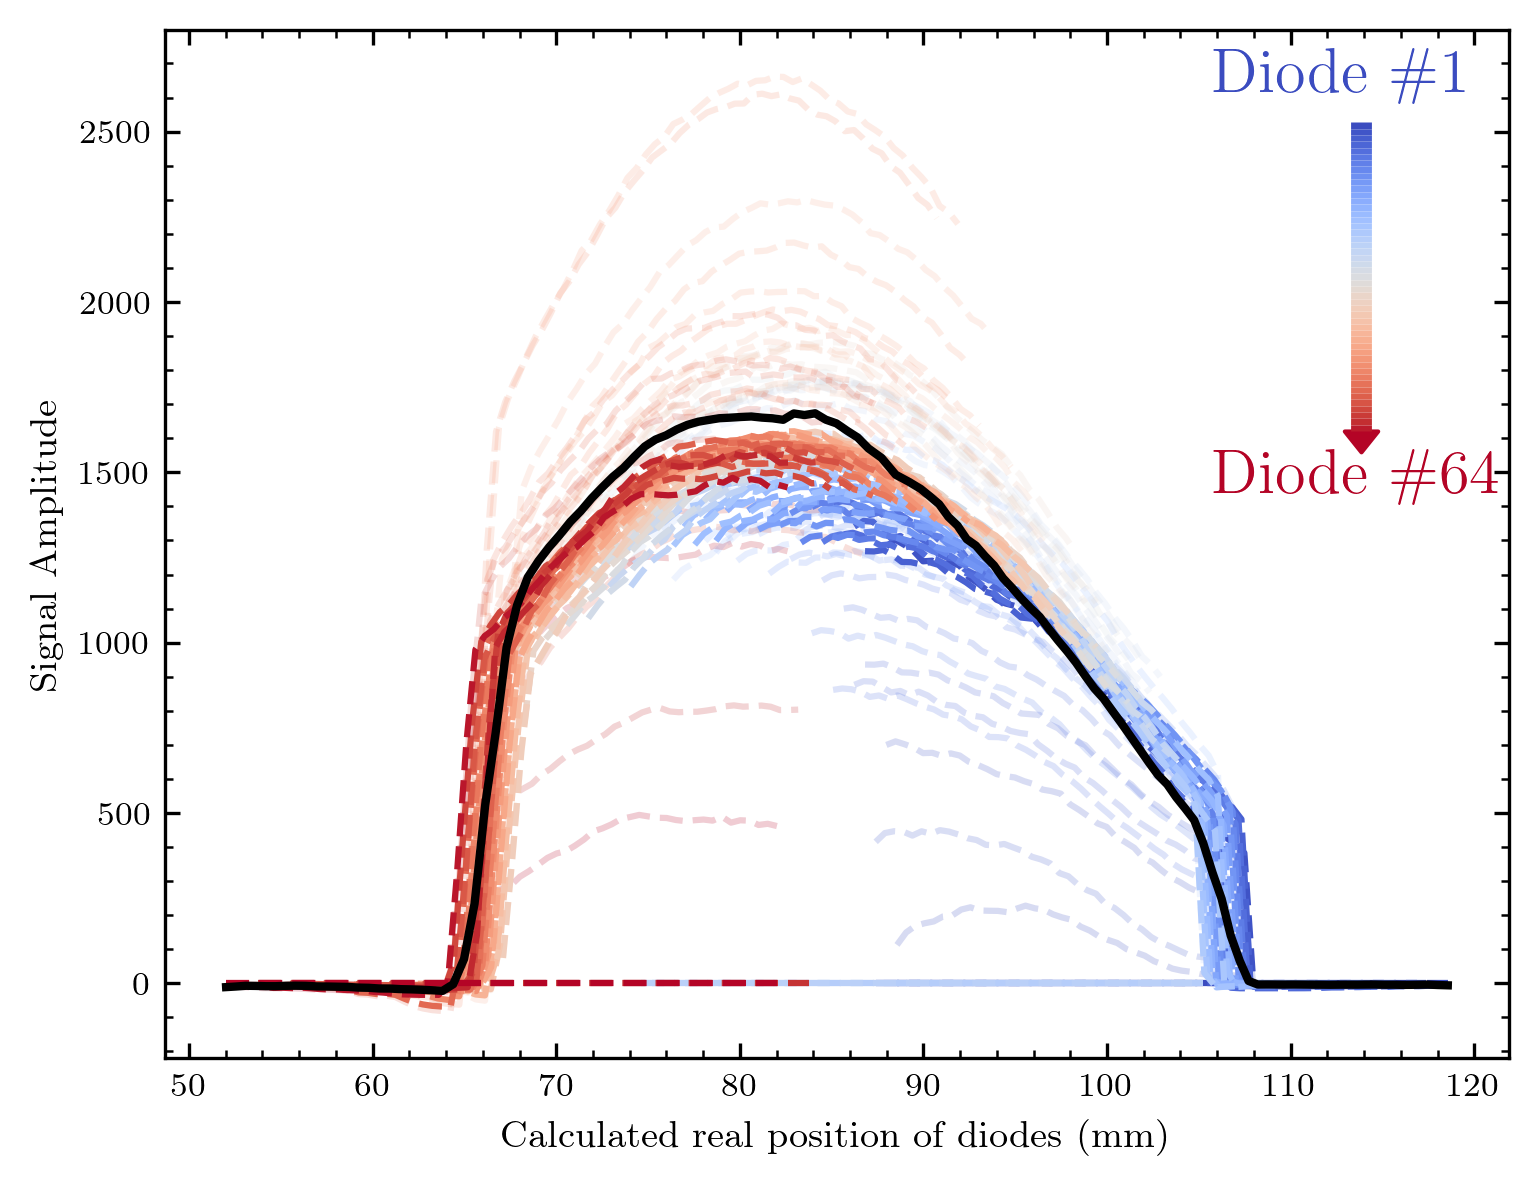 Diode #1
Diode #64
Signal Amplitude
2500
2000
1500
1000
500
0
50 60 70 80 90 100 110 120
Calculated real position of diodes (mm)